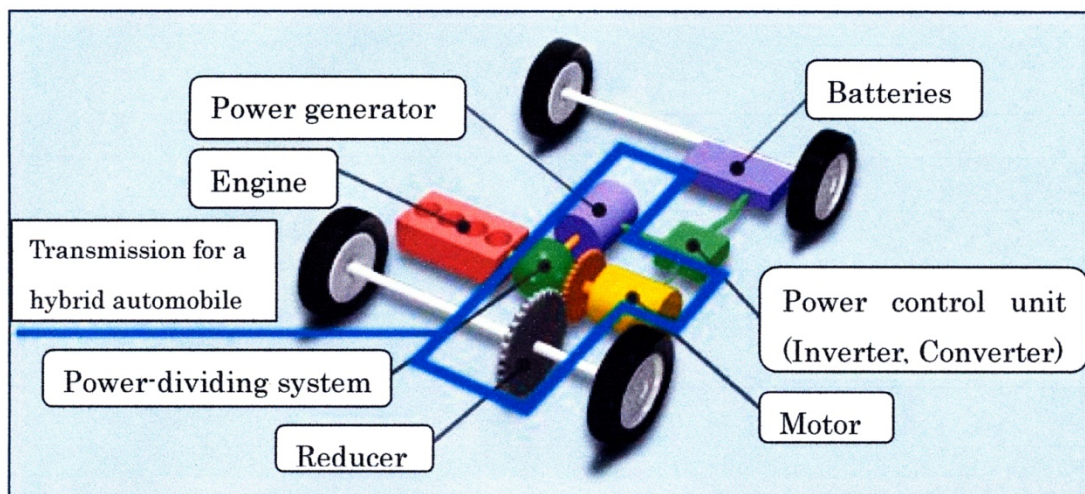 Power generator
Batteries
Engine
Transmission for a
hybrid automobile
Power control unit
(Inverter, Converter)
Power-dividing system
Motor
Reducer